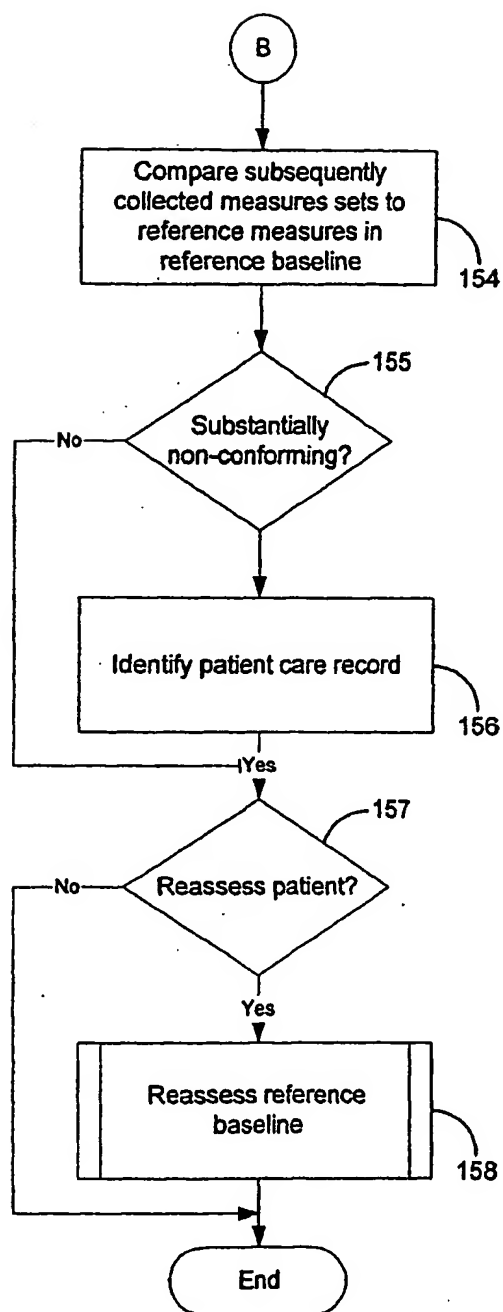 B
Compare subsequently
collected measures sets to
reference measures in
reference baseline
154
155
No
Substantially
non-conforming?
Identify patient care record
156
Yes
157
No
Reassess patient?
Yes
Reassess reference
baseline
158
End